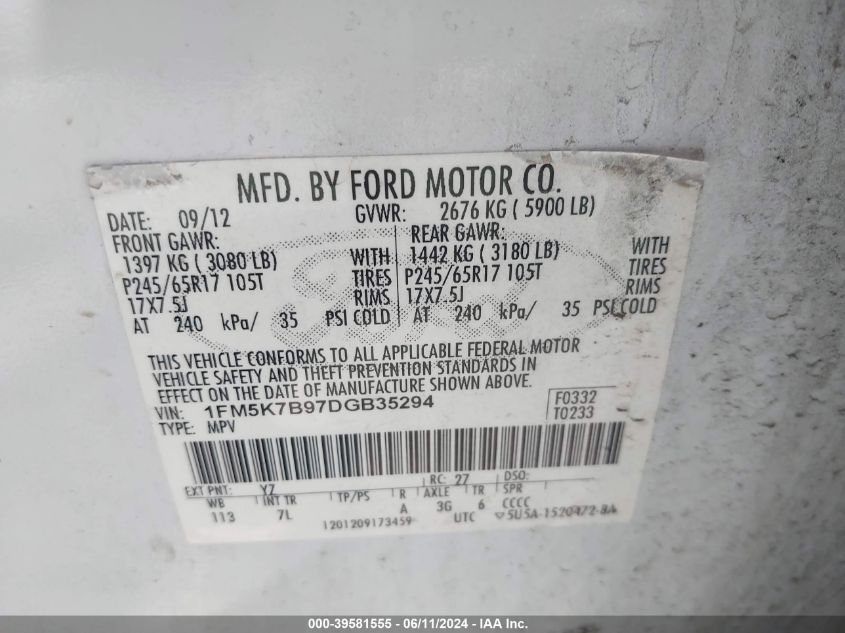 MFD. BY FORD MOTOR CO.
DATE: 09/12 GVWR: 2676 KG ( 5900 LB)
FRONT GAWR: REAR GAWR:
1397 KG ( 3080 LB) WITH 1442 KG ( 3180 LB) WITH
P245/65R17 105T TIRES P245/65R17 105T TIRES
17X7.5J RIMS 17X7.5J RIMS
AT 240 kPa/ 35 PSI COLD AT 240 kPa/ 35 PSI COLD
THIS VEHICLE CONFORMS TO ALL APPLICABLE FEDERAL MOTOR
VEHICLE SAFETY AND THEFT PREVENTION STANDARDS IN
EFFECT ON THE DATE OF MANUFACTURE SHOWN ABOVE.
VIN: 1FM5K7B97DGB35294 F0332
TYPE: MPV T0233
EXT PNT: YZ RC: 27 DSO:
WB INT TR TP/PS R AXLE TR SPR
113 7L A 3G 6 CCCC
1201209173459 UTC 5U5A-1520472-BA
000-39581555 - 06/11/2024 - IAA Inc.